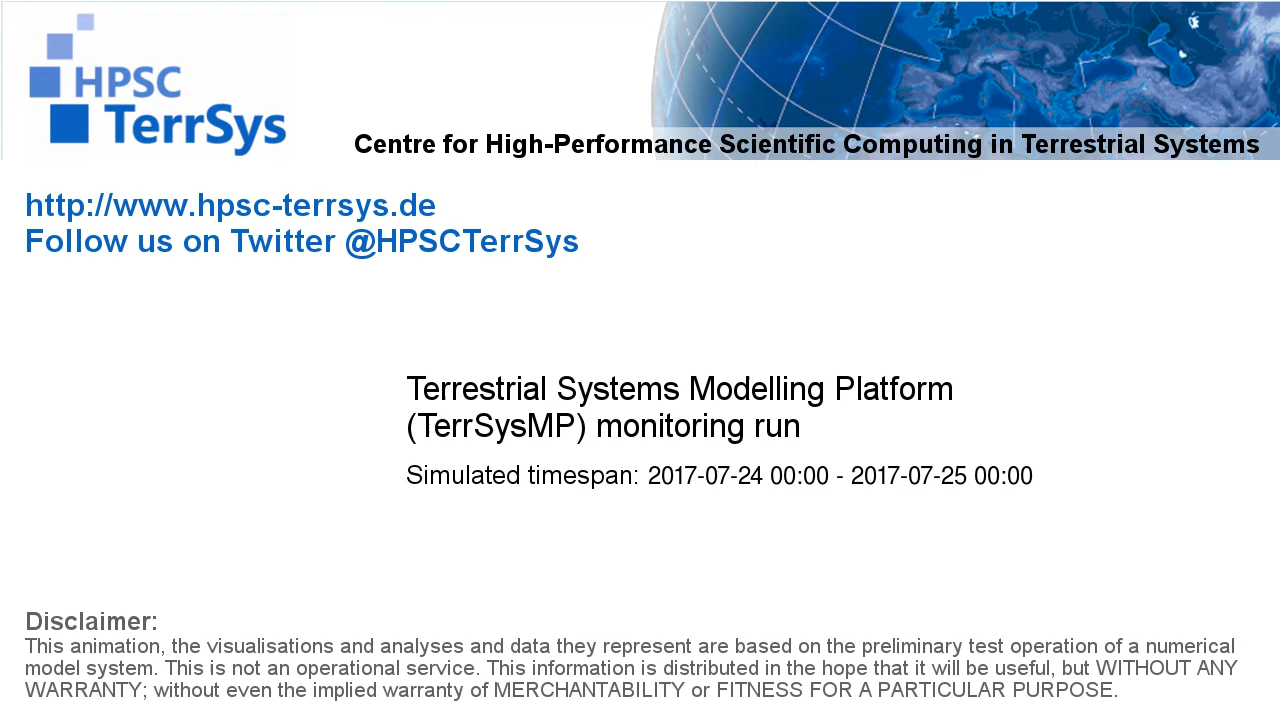 HPSC
TerrSys
Centre for High-Performance Scientific Computing in Terrestrial Systems
http://www.hpsc-terrsys.de
Follow us on Twitter @HPSCTerrSys
Terrestrial Systems Modelling Platform
(TerrSysMP) monitoring run
Simulated timespan: 2017-07-24 00:00 - 2017-07-25 00:00
Disclaimer:
This animation, the visualisations and analyses and data they represent are based on the preliminary test operation of a numerical
model system. This is not an operational service. This information is distributed in the hope that it will be useful, but WITHOUT ANY
WARRANTY; without even the implied warranty of MERCHANTABILITY or FITNESS FOR A PARTICULAR PURPOSE.